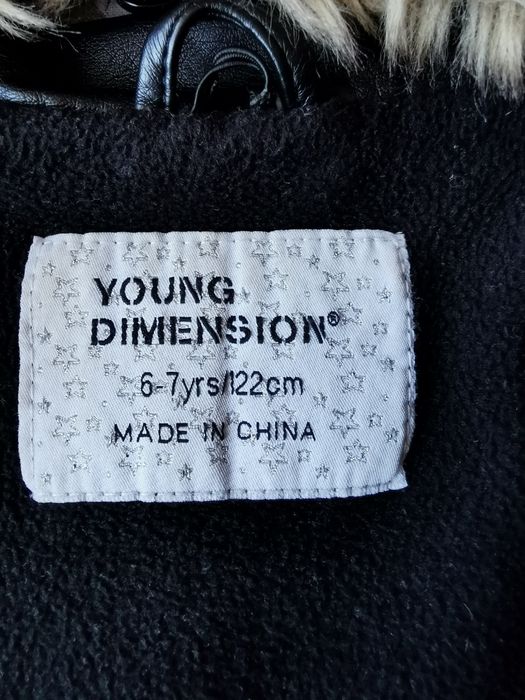 YOUNG
DIMENSION®
6-7yrs/122cm
MADE IN CHINA